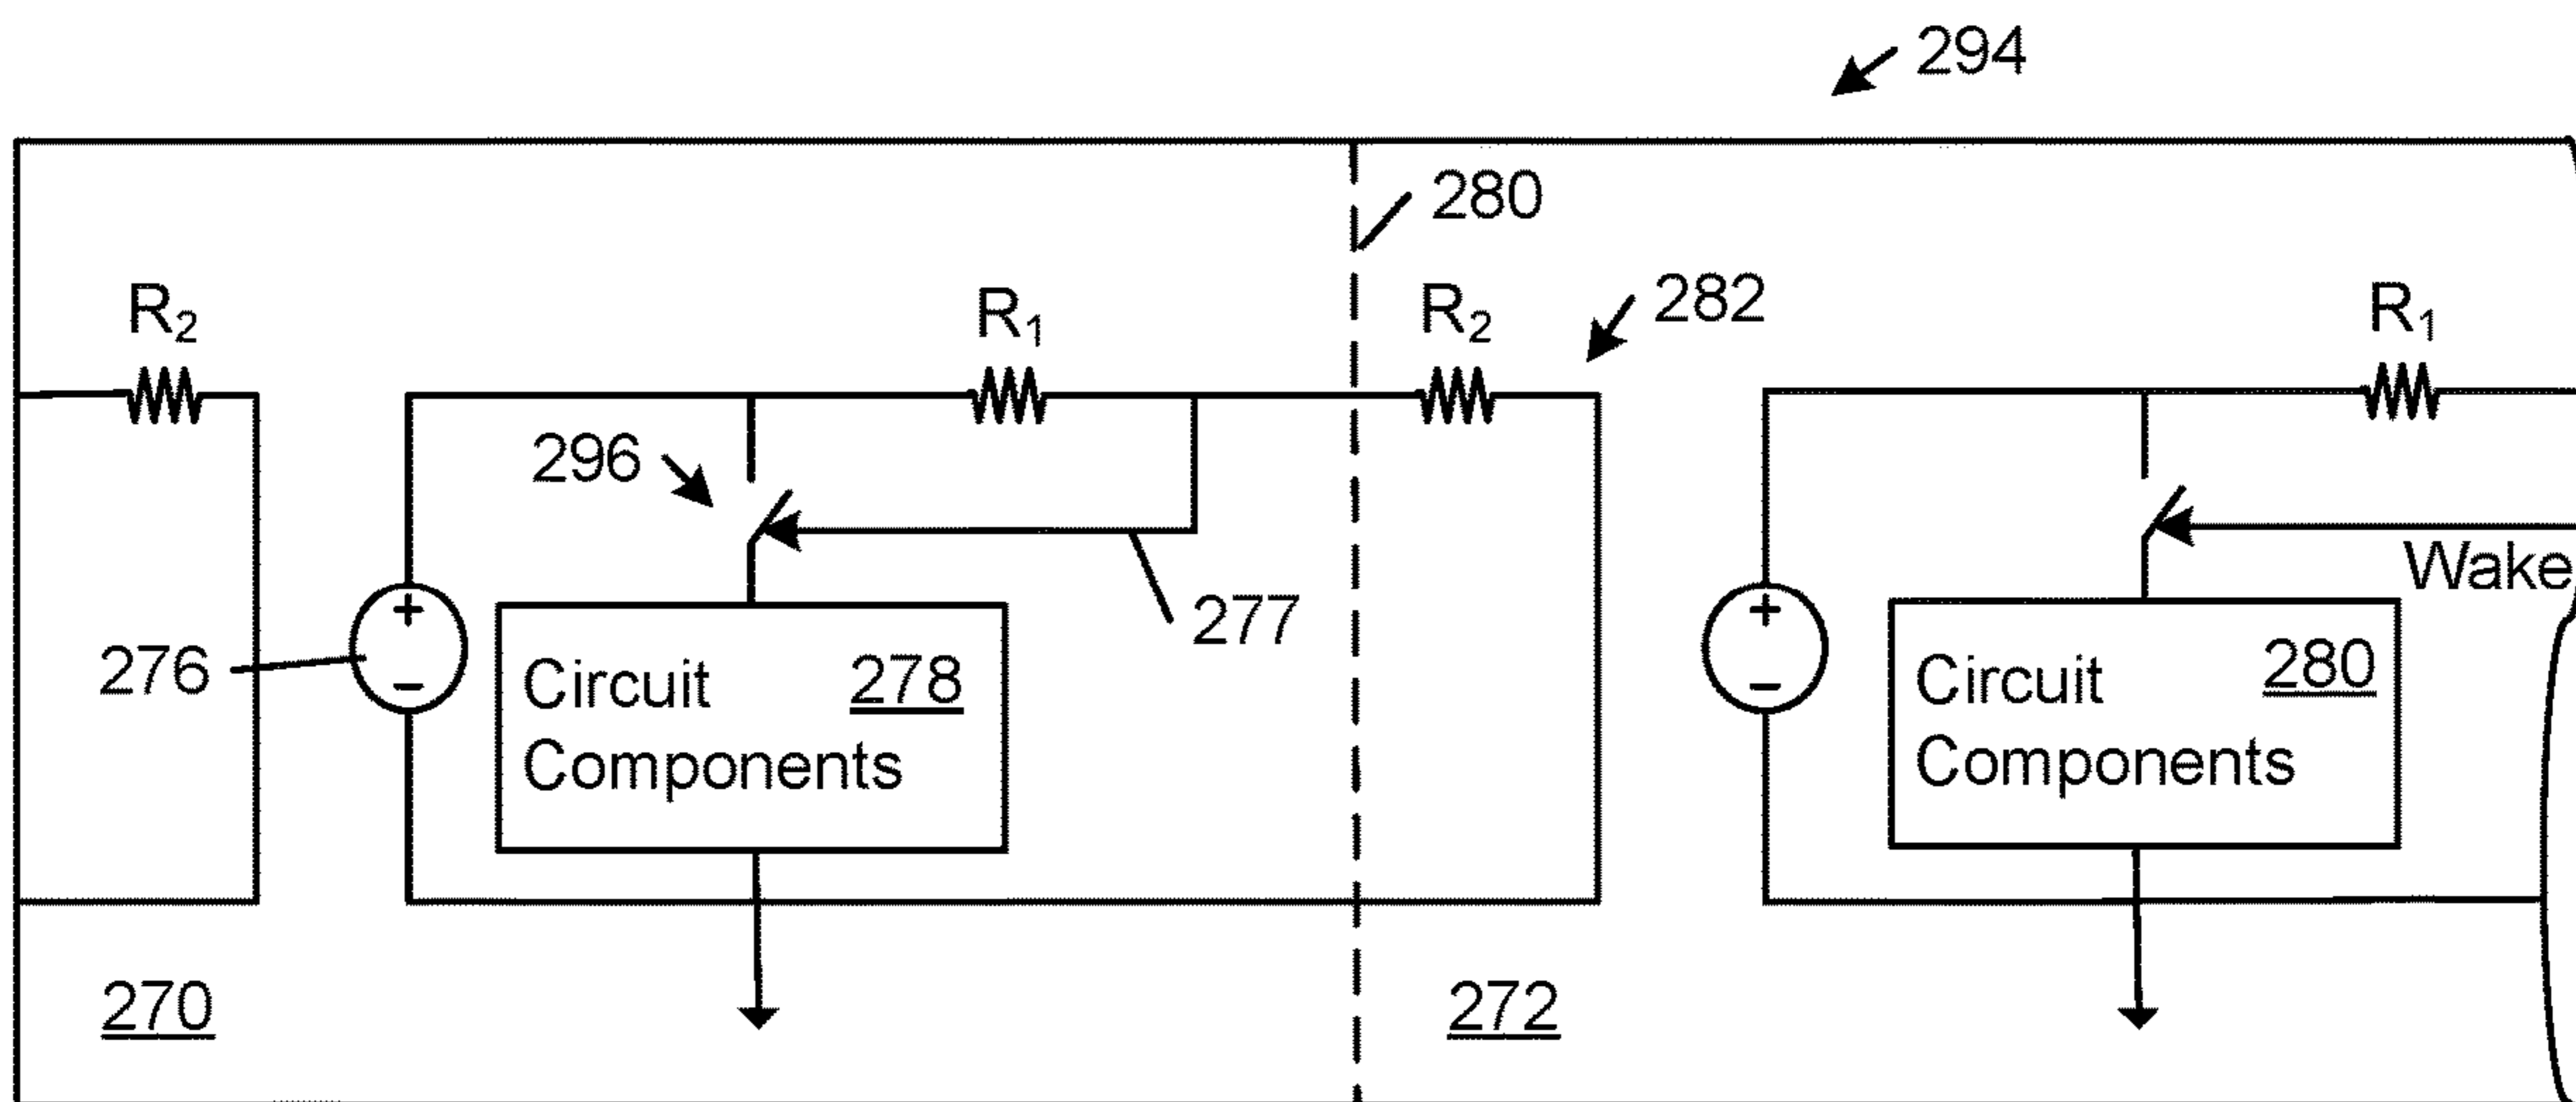 294
280
282
R₂
R₁
R₂
R₁
296
277
Wake
276
+
−
Circuit 278
Components
+
−
Circuit 280
Components
270
272